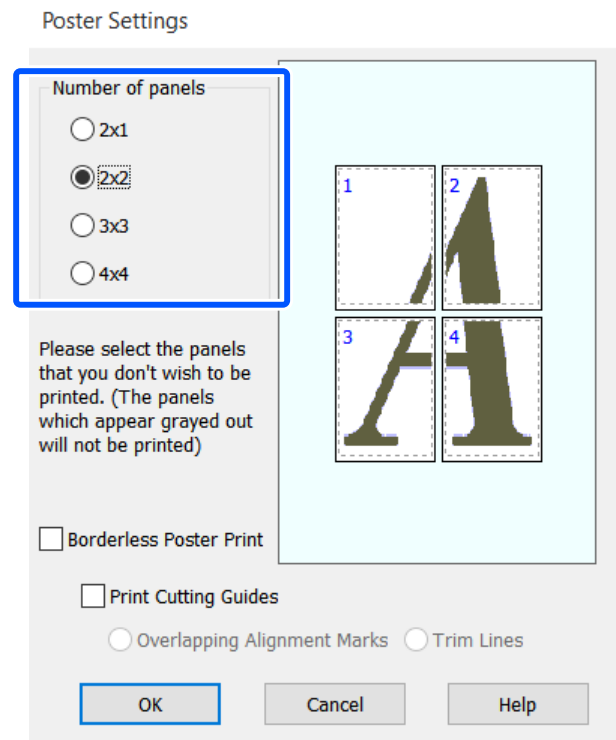 Poster Settings
Number of panels
2x1
2x2
3x3
4x4
1
2
3
4
Please select the panels
that you don't wish to be
printed. (The panels
which appear grayed out
will not be printed)
Borderless Poster Print
Print Cutting Guides
Overlapping Alignment Marks
Trim Lines
OK
Cancel
Help